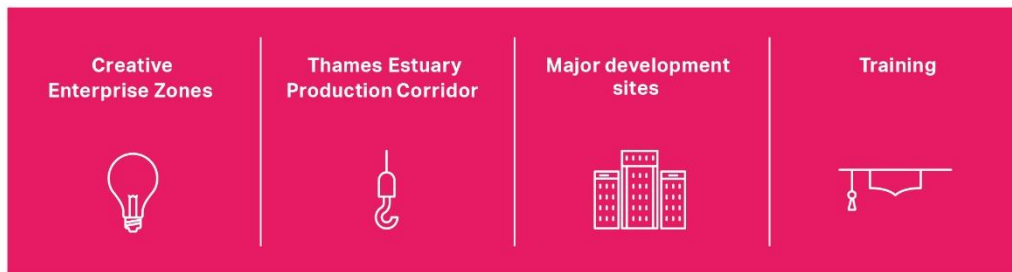 Creative
Enterprise Zones
Thames Estuary
Production Corridor
Major development
sites
Training